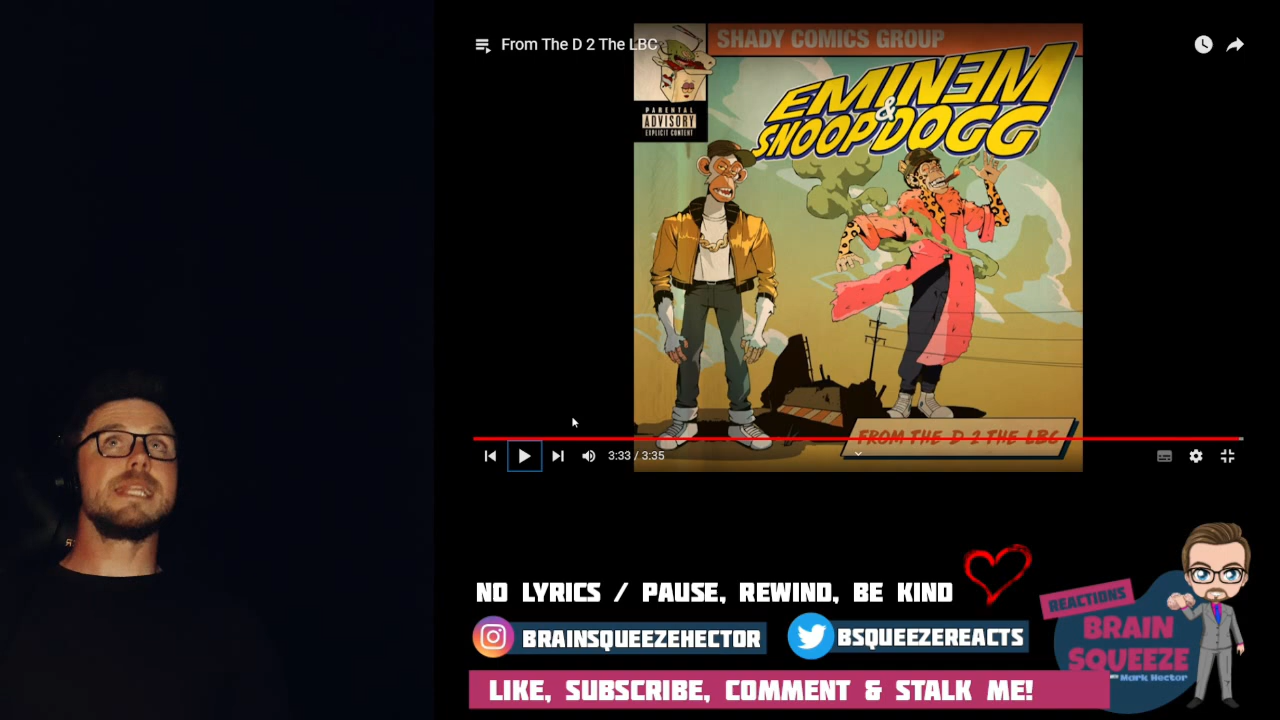 From The D 2 The LBC
SHADY COMICS GROUP
PARENTAL
ADVISORY
EXPLICIT CONTENT
EMINEM
&
SNOOP DOGG
FROM THE D 2 THE LBC
3:33 / 3:35
NO LYRICS / PAUSE, REWIND, BE KIND
REACTIONS
BRAIN
SQUEEZE
Mark Hector
BRAINSQUEEZEHECTOR
BSQUEEZEREACTS
LIKE, SUBSCRIBE, COMMENT & STALK ME!